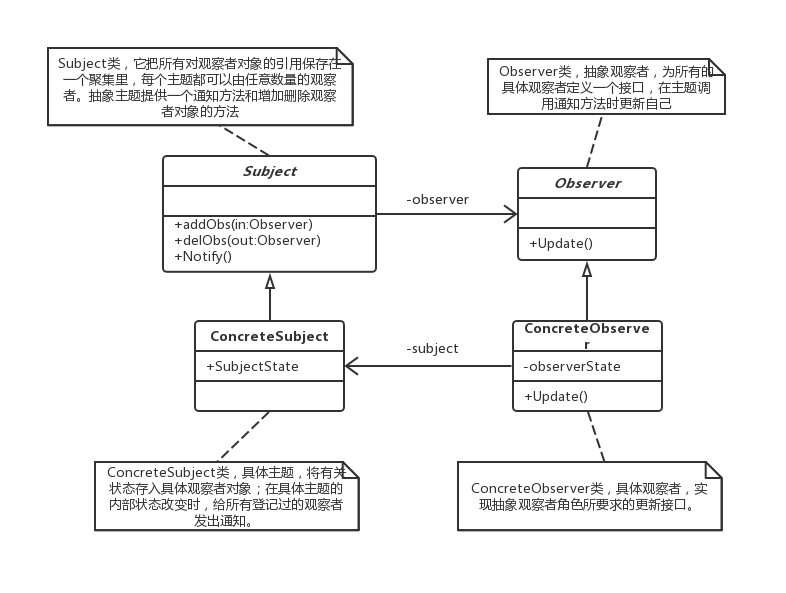 Subject类，它把所有对观察者对象的引用保存在
一个聚集里，每个主题都可以由任意数量的观察
者。抽象主题提供一个通知方法和增加删除观察
者对象的方法
Observer类，抽象观察者，为所有的
具体观察者定义一个接口，在主题调
用通知方法时更新自己
Subject
+addObs(in:Observer)
+delObs(out:Observer)
+Notify()
-observer
Observer
+Update()
ConcreteSubject
+SubjectState
-subject
ConcreteObserve
r
-observerState
+Update()
ConcreteSubject类，具体主题，将有关
状态存入具体观察者对象；在具体主题的
内部状态改变时，给所有登记过的观察者
发出通知。
ConcreteObserver类，具体观察者，实
现抽象观察者角色所要求的更新接口。